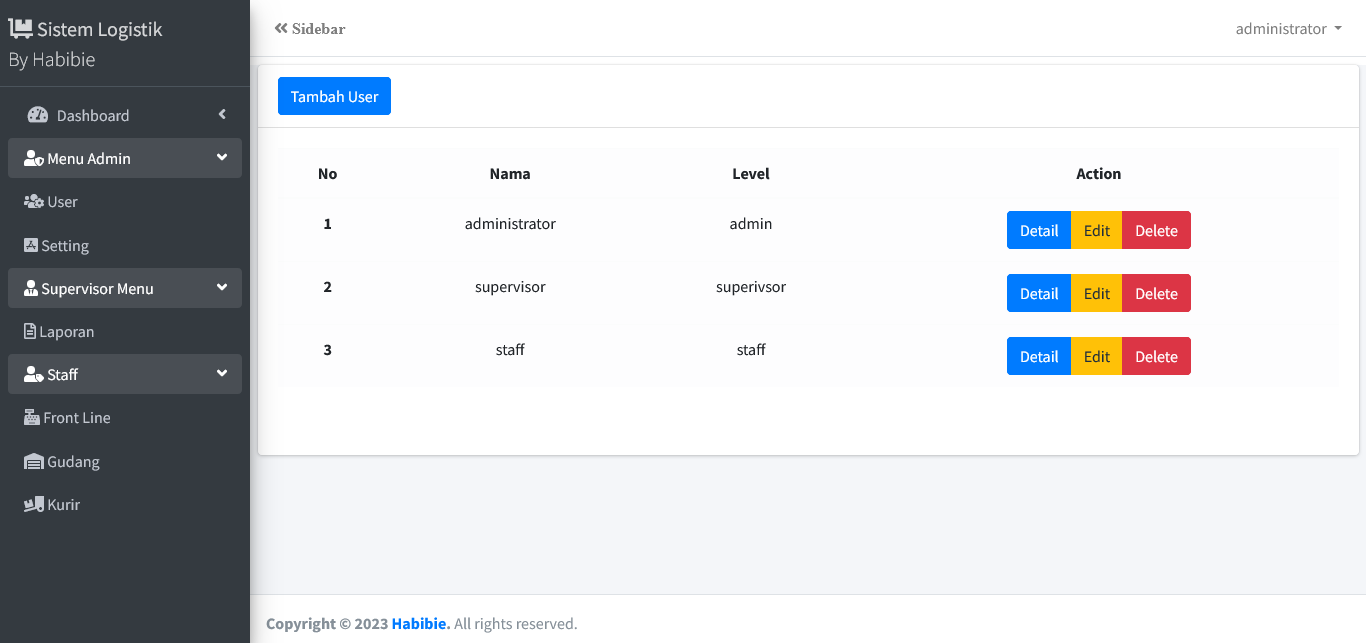 Sistem Logistik
By Habibie
Dashboard
Menu Admin
User
Setting
Supervisor Menu
Laporan
Staff
Front Line
Gudang
Kurir
Sidebar
administrator
Tambah User
No Nama Level Action
1 administrator admin Detail Edit Delete
2 supervisor superivsor Detail Edit Delete
3 staff staff Detail Edit Delete
Copyright © 2023 Habibie. All rights reserved.